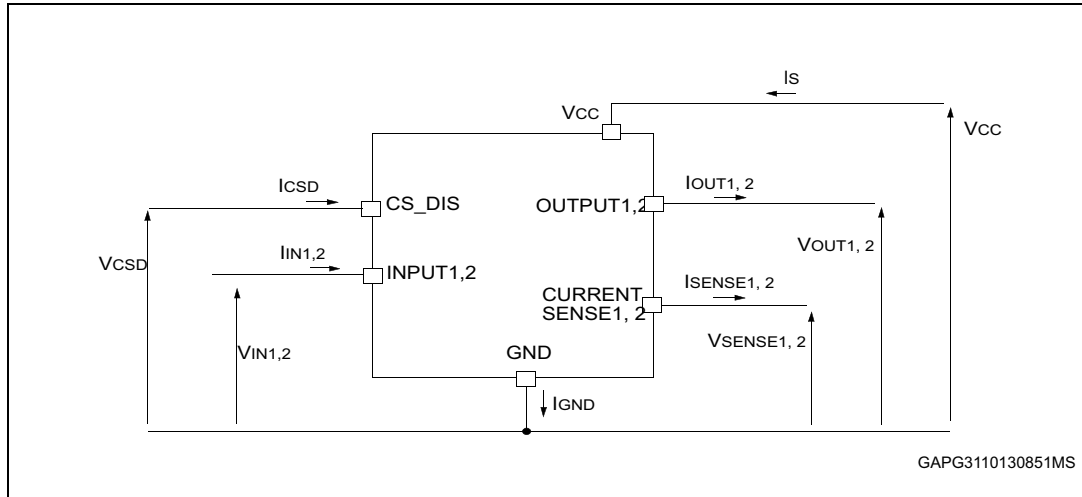 IS
VCC
VCC
ICSD
CS_DIS
IOUT1, 2
OUTPUT1,2
VOUT1, 2
VCSD
IIN1,2
INPUT1,2
ISENSE1, 2
CURRENT
SENSE1, 2
VIN1,2
VSENSE1, 2
GND
IGND
GAPG3110130851MS